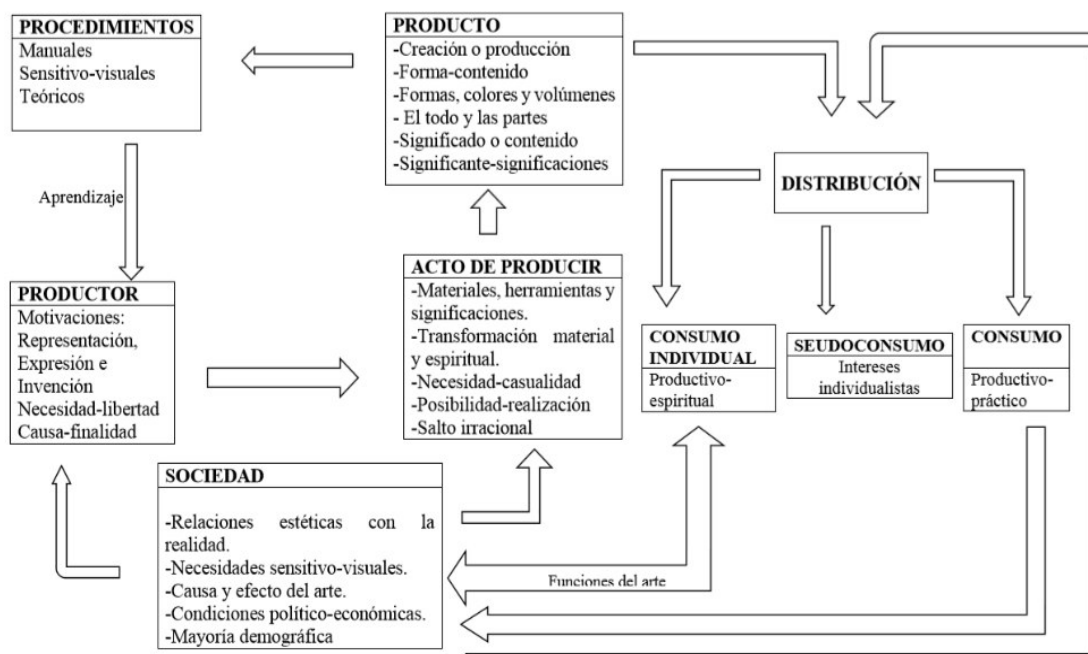 PROCEDIMIENTOS
Manuales
Sensitivo-visuales
Teóricos
PRODUCTO
-Creación o producción
-Forma-contenido
-Formas, colores y volúmenes
- El todo y las partes
-Significado o contenido
-Significante-significaciones
DISTRIBUCIÓN
Aprendizaje
PRODUCTOR
Motivaciones:
Representación,
Expresión e
Invención
Necesidad-libertad
Causa-finalidad
ACTO DE PRODUCIR
-Materiales, herramientas y
significaciones.
-Transformación material
y espiritual.
-Necesidad-casualidad
-Posibilidad-realización
-Salto irracional
CONSUMO
INDIVIDUAL
Productivo-
espiritual
SEUDOCONSUMO
Intereses
individualistas
CONSUMO
Productivo-
práctico
SOCIEDAD
-Relaciones estéticas con la
realidad.
-Necesidades sensitivo-visuales.
-Causa y efecto del arte.
-Condiciones político-económicas.
-Mayoría demográfica
Funciones del arte